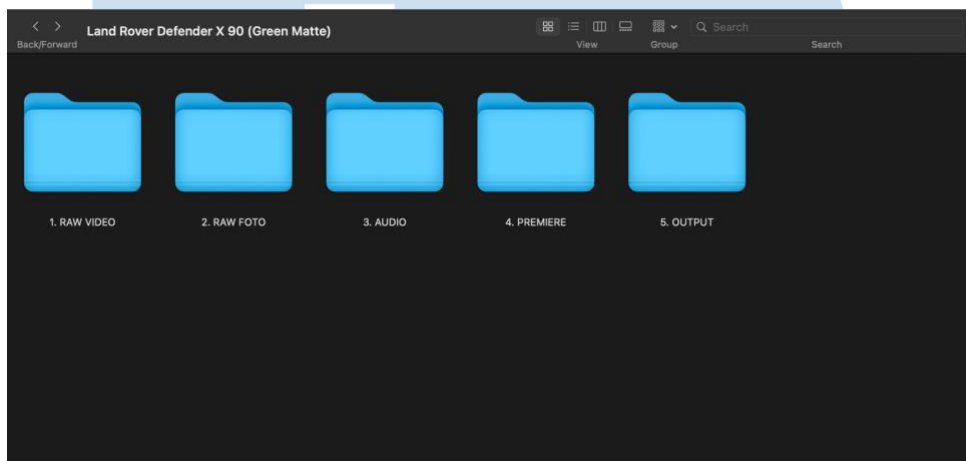 Land Rover Defender X 90 (Green Matte)
Back/Forward
View
Group
Search
Search
1. RAW VIDEO
2. RAW FOTO
3. AUDIO
4. PREMIERE
5. OUTPUT